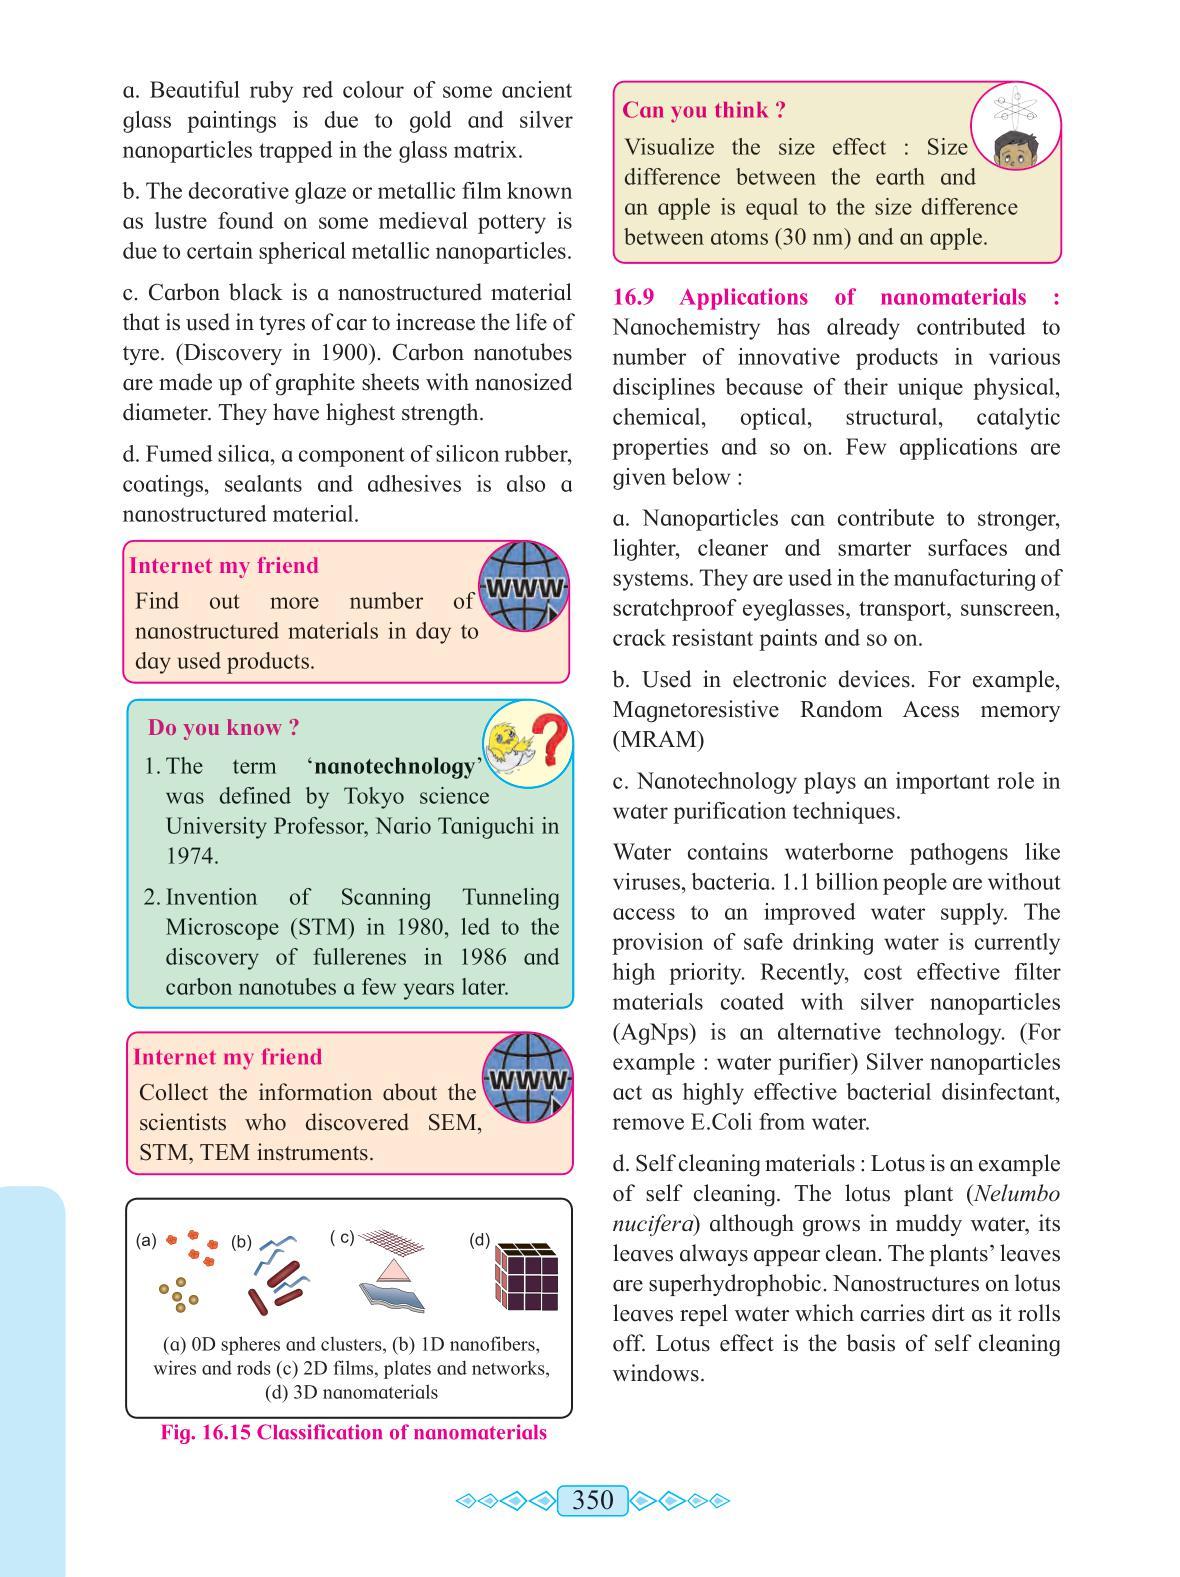 a. Beautiful ruby red colour of some ancient
glass paintings is due to gold and silver
nanoparticles trapped in the glass matrix.
b. The decorative glaze or metallic film known
as lustre found on some medieval pottery is
due to certain spherical metallic nanoparticles.
c. Carbon black is a nanostructured material
that is used in tyres of car to increase the life of
tyre. (Discovery in 1900). Carbon nanotubes
are made up of graphite sheets with nanosized
diameter. They have highest strength.
d. Fumed silica, a component of silicon rubber,
coatings, sealants and adhesives is also a
nanostructured material.
Internet my friend
WWW
Find out more number of
nanostructured materials in day to
day used products.
Do you know ?
1. The term ‘nanotechnology’
was defined by Tokyo science
University Professor, Nario Taniguchi in
1974.
2. Invention of Scanning Tunneling
Microscope (STM) in 1980, led to the
discovery of fullerenes in 1986 and
carbon nanotubes a few years later.
Internet my friend
WWW
Collect the information about the
scientists who discovered SEM,
STM, TEM instruments.
(a) (b) ( c) (d)
(a) 0D spheres and clusters, (b) 1D nanofibers,
wires and rods (c) 2D films, plates and networks,
(d) 3D nanomaterials
Fig. 16.15 Classification of nanomaterials
Can you think ?
Visualize the size effect : Size
difference between the earth and
an apple is equal to the size difference
between atoms (30 nm) and an apple.
16.9 Applications of nanomaterials :
Nanochemistry has already contributed to
number of innovative products in various
disciplines because of their unique physical,
chemical, optical, structural, catalytic
properties and so on. Few applications are
given below :
a. Nanoparticles can contribute to stronger,
lighter, cleaner and smarter surfaces and
systems. They are used in the manufacturing of
scratchproof eyeglasses, transport, sunscreen,
crack resistant paints and so on.
b. Used in electronic devices. For example,
Magnetoresistive Random Acess memory
(MRAM)
c. Nanotechnology plays an important role in
water purification techniques.
Water contains waterborne pathogens like
viruses, bacteria. 1.1 billion people are without
access to an improved water supply. The
provision of safe drinking water is currently
high priority. Recently, cost effective filter
materials coated with silver nanoparticles
(AgNps) is an alternative technology. (For
example : water purifier) Silver nanoparticles
act as highly effective bacterial disinfectant,
remove E.Coli from water.
d. Self cleaning materials : Lotus is an example
of self cleaning. The lotus plant (Nelumbo
nucifera) although grows in muddy water, its
leaves always appear clean. The plants’ leaves
are superhydrophobic. Nanostructures on lotus
leaves repel water which carries dirt as it rolls
off. Lotus effect is the basis of self cleaning
windows.
350